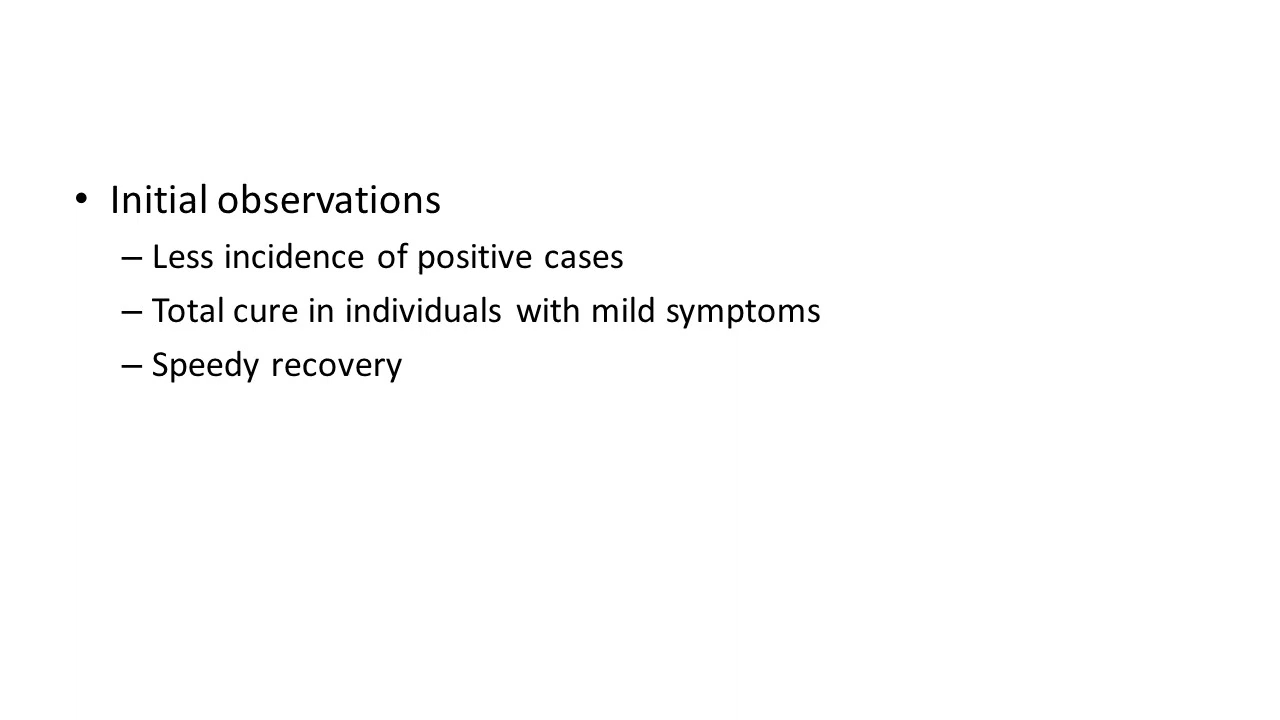 • Initial observations
– Less incidence of positive cases
– Total cure in individuals with mild symptoms
– Speedy recovery